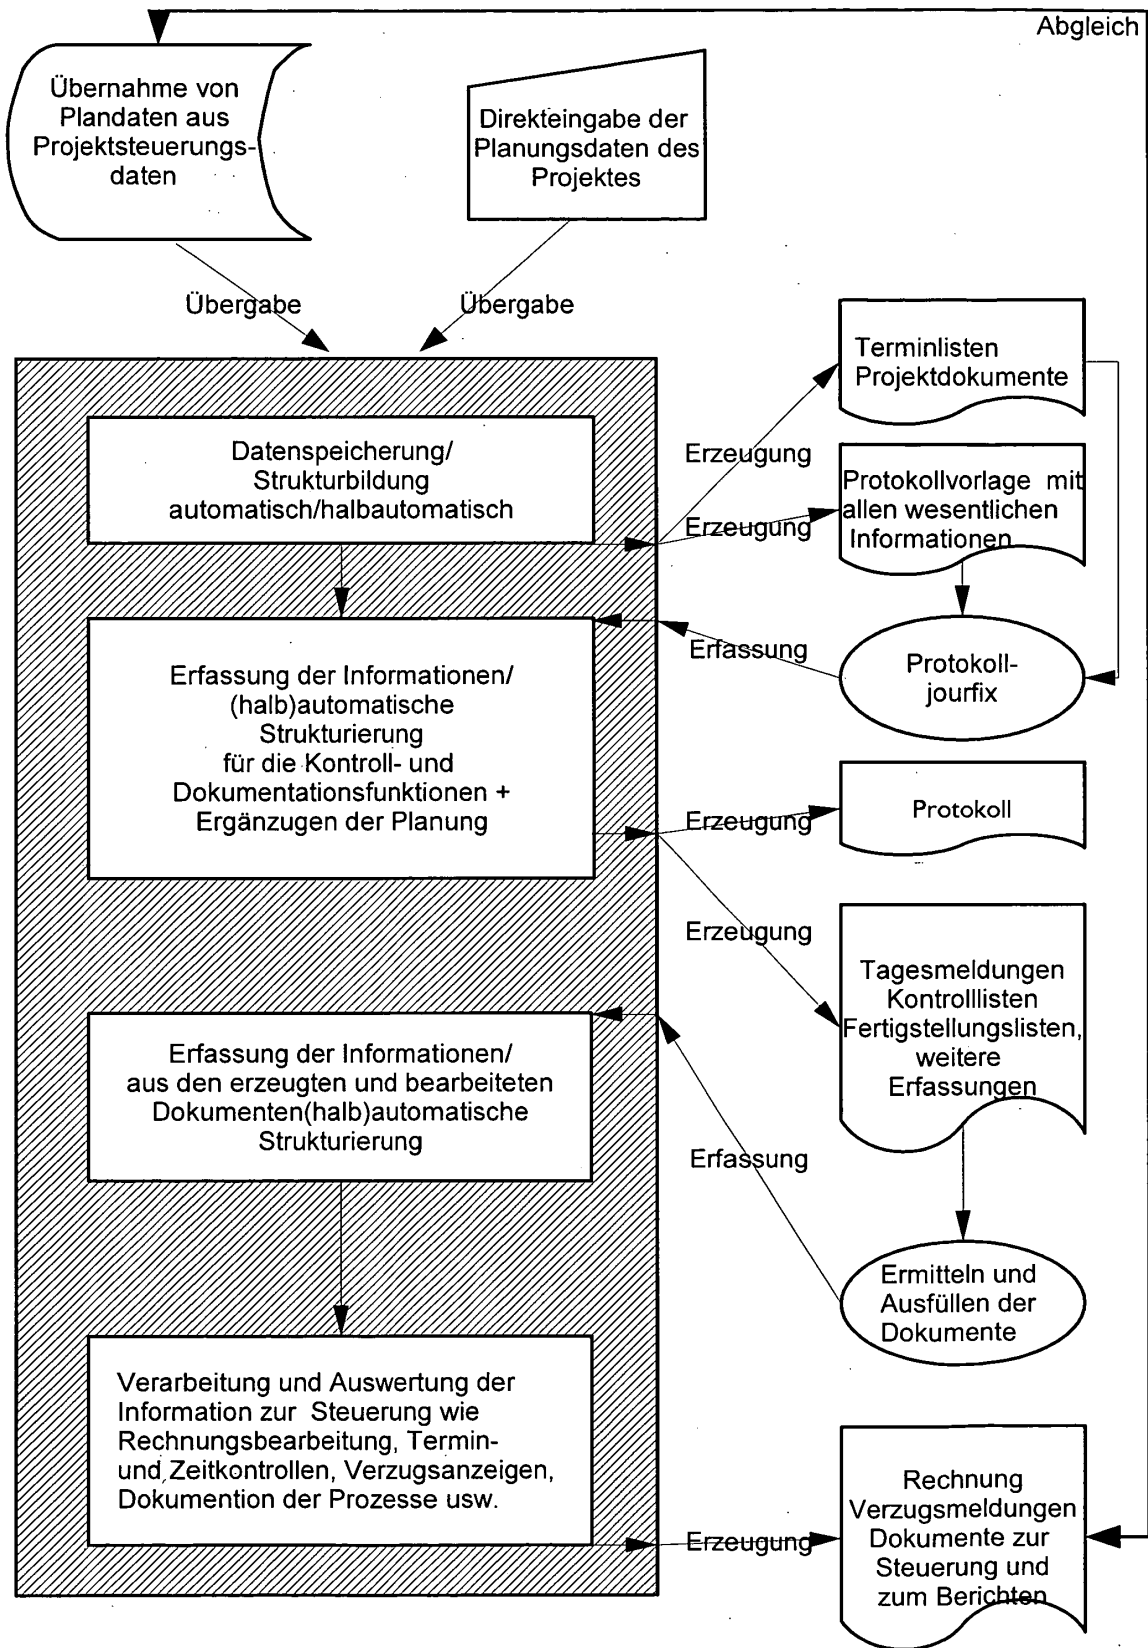 Abgleich
Übernahme von
Plandaten aus
Projektsteuerungs-
daten
Direkteingabe der
Planungsdaten des
Projektes
Übergabe
Übergabe
Datenspeicherung/
Strukturbildung
automatisch/halbautomatisch
Erzeugung
Terminlisten
Projektdokumente
Erzeugung
Protokollvorlage mit
allen wesentlichen
Informationen
Erfassung der Informationen/
(halb)automatische
Strukturierung
für die Kontroll- und
Dokumentationsfunktionen +
Ergänzugen der Planung
Erfassung
Protokoll-
jourfix
Erzeugung
Protokoll
Erzeugung
Tagesmeldungen
Kontrolllisten
Fertigstellungslisten,
weitere
Erfassungen
Erfassung der Informationen/
aus den erzeugten und bearbeiteten
Dokumenten(halb)automatische
Strukturierung
Erfassung
Ermitteln und
Ausfüllen der
Dokumente
Verarbeitung und Auswertung der
Information zur Steuerung wie
Rechnungsbearbeitung, Termin-
und Zeitkontrollen, Verzugsanzeigen,
Dokumention der Prozesse usw.
Erzeugung
Rechnung
Verzugsmeldungen
Dokumente zur
Steuerung und
zum Berichten